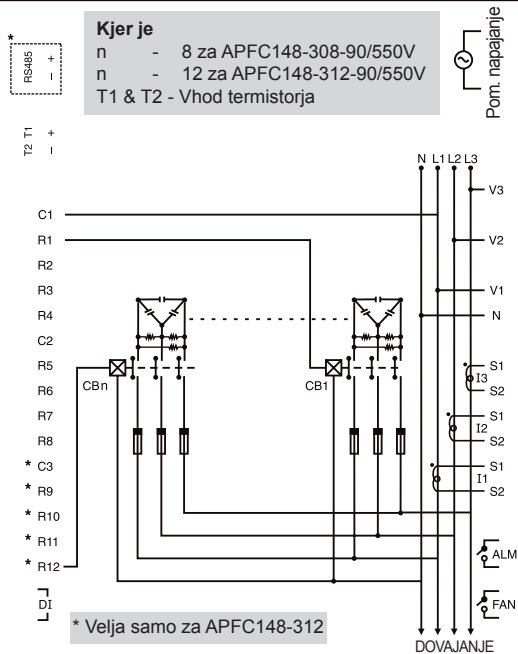 *
RS485
+
–
Kjer je
n - 8 za APFC148-308-90/550V
n - 12 za APFC148-312-90/550V
T1 & T2 - Vhod termistorja
Pom. napajanje
T2 T1
+
–
N L1 L2 L3
V3
C1
R1
V2
R2
R3
V1
R4
N
C2
R5
S1
CBn
CB1
I3
R6
S2
R7
S1
I2
R8
S2
* C3
S1
I1
* R9
S2
* R10
* R11
ALM
* R12
DI
FAN
* Velja samo za APFC148-312
DOVAJANJE